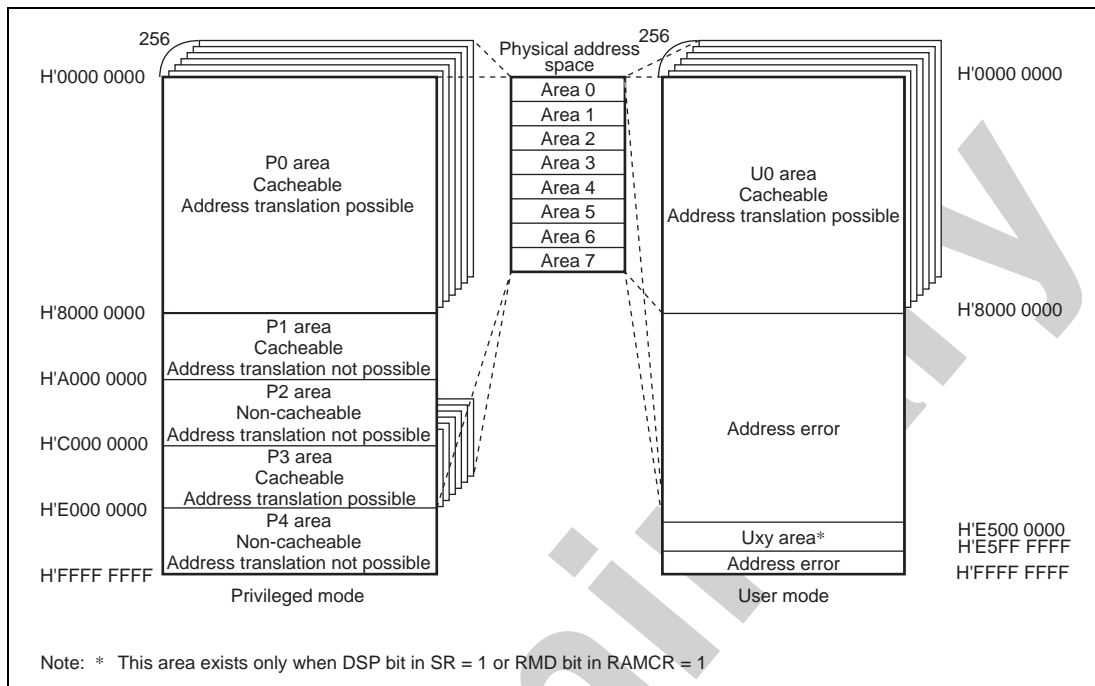 256
H'0000 0000
P0 area
Cacheable
Address translation possible
H'8000 0000
P1 area
Cacheable
Address translation not possible
H'A000 0000
P2 area
Non-cacheable
Address translation not possible
H'C000 0000
P3 area
Cacheable
Address translation possible
H'E000 0000
P4 area
Non-cacheable
Address translation not possible
H'FFFF FFFF
Privileged mode
Physical address
space
Area 0
Area 1
Area 2
Area 3
Area 4
Area 5
Area 6
Area 7
256
H'0000 0000
U0 area
Cacheable
Address translation possible
H'8000 0000
Address error
H'E500 0000
Uxy area*
H'E5FF FFFF
Address error
H'FFFF FFFF
User mode
Note: * This area exists only when DSP bit in SR = 1 or RMD bit in RAMCR = 1